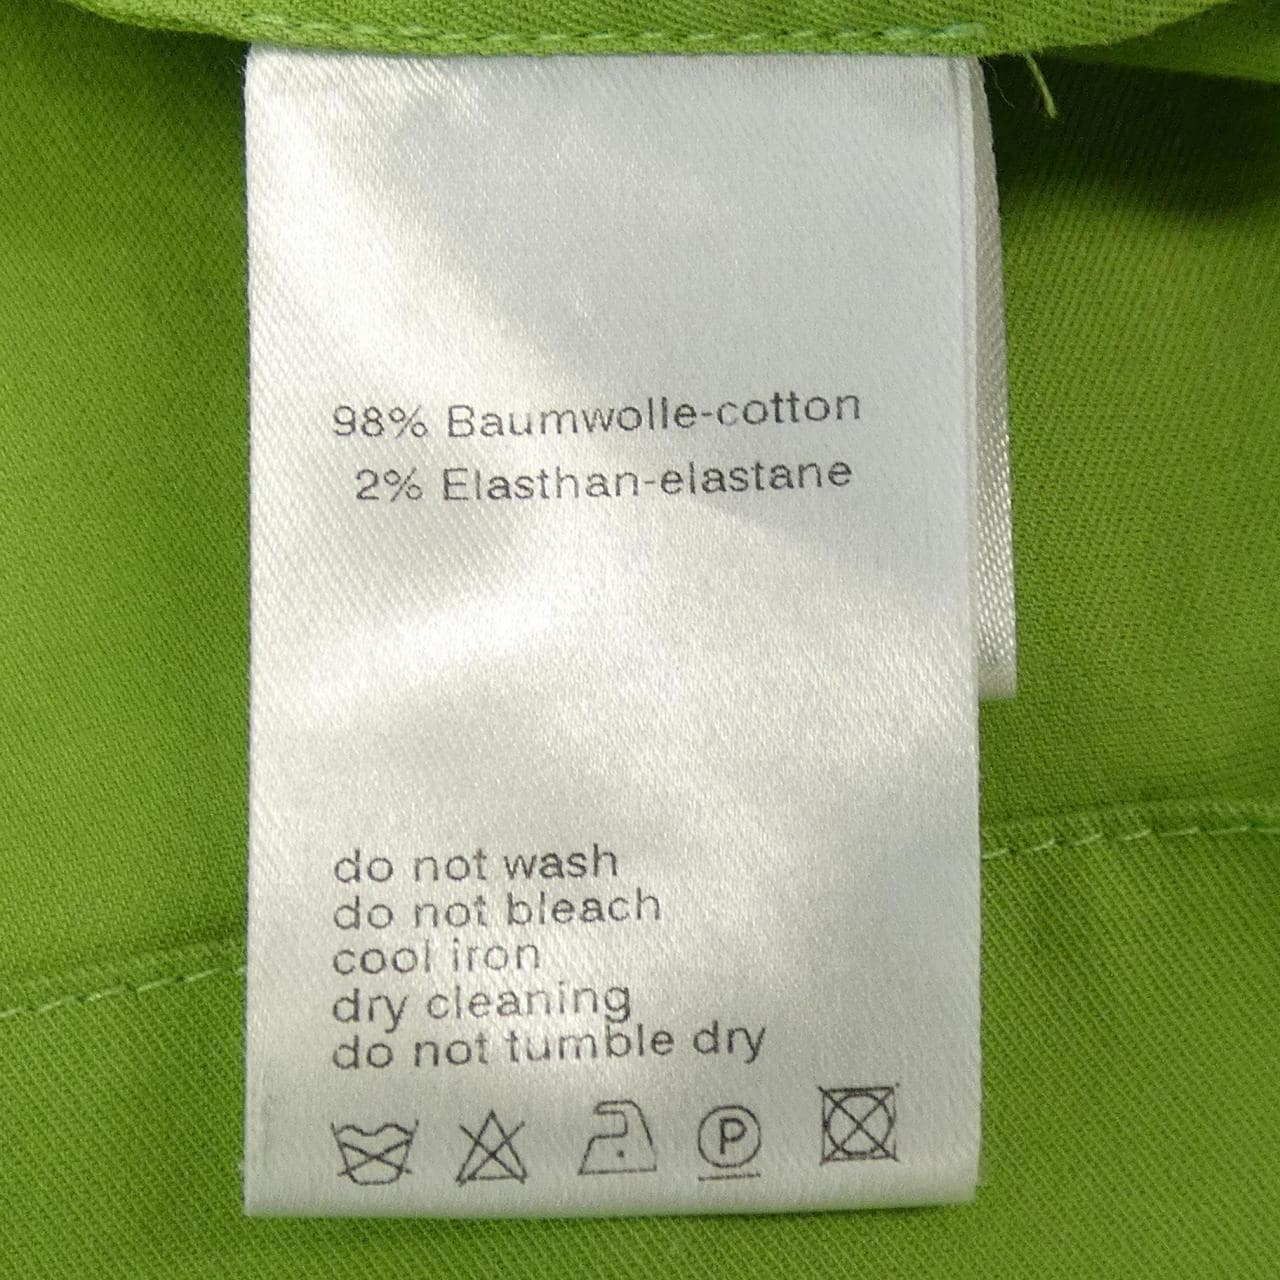 98% Baumwolle-cotton
2% Elasthan-elastane
do not wash
do not bleach
cool iron
dry cleaning
do not tumble dry
P